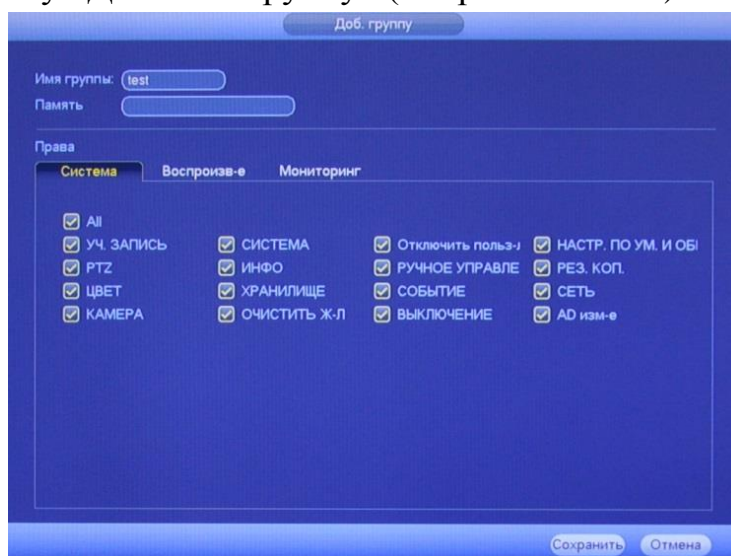 Доб. группу
Имя группы: test
Память
Права
Система Воспроизв-е Мониторинг
All
УЧ. ЗАПИСЬ СИСТЕМА Отключить польз-л НАСТР. ПО УМ. И ОБ
PTZ ИНФО РУЧНОЕ УПРАВЛЕ РЕЗ. КОП.
ЦВЕТ ХРАНИЛИЩЕ СОБЫТИЕ СЕТЬ
КАМЕРА ОЧИСТИТЬ Ж-Л ВЫКЛЮЧЕНИЕ AD изм-е
Сохранить Отмена